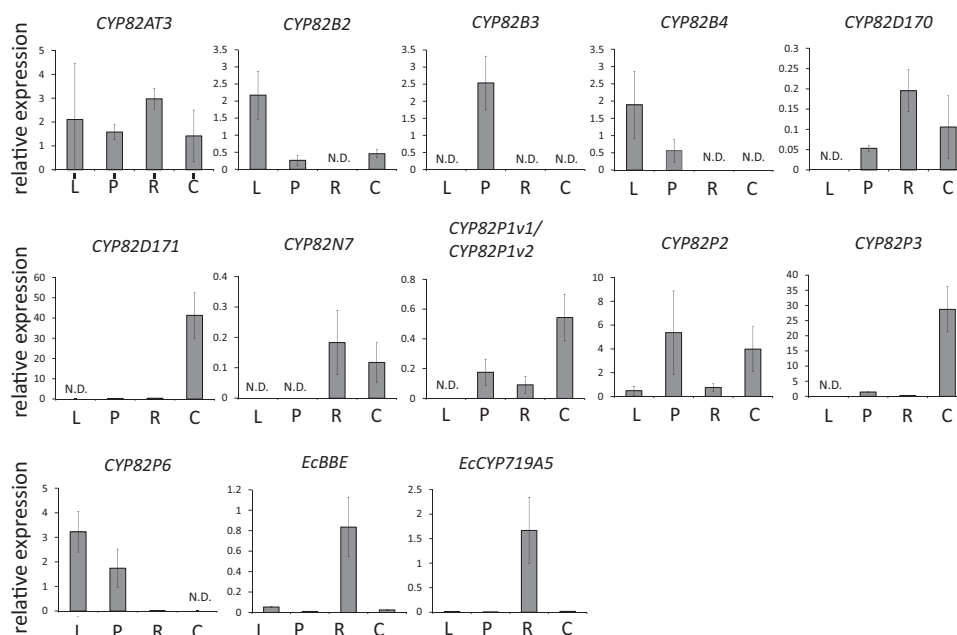 CYP82AT3 CYP82B2 CYP82B3 CYP82B4 CYP82D170
relative expression
5 4 3 2 1 0
L P R C
3.5 3 2.5 2 1.5 1 0.5 0
N.D.
L P R C
3.5 3 2.5 2 1.5 1 0.5 0
N.D. N.D. N.D.
L P R C
3.5 3 2.5 2 1.5 1 0.5 0
N.D. N.D.
L P R C
0.3 0.25 0.2 0.15 0.1 0.05 0
N.D.
L P R C
CYP82D171 CYP82N7 CYP82P1v1/
CYP82P1v2
CYP82P2 CYP82P3
relative expression
60 50 40 30 20 10 0
N.D.
L P R C
0.4 0.3 0.2 0.1 0
N.D. N.D.
L P R C
0.8 0.6 0.4 0.2 0
N.D.
L P R C
10 8 6 4 2 0
L P R C
40 35 30 25 20 15 10 5 0
N.D.
L P R C
CYP82P6 EcBBE EcCYP719A5
relative expression
5 4 3 2 1 0
N.D.
L P R C
1.2 1 0.8 0.6 0.4 0.2 0
L P R C
2.5 2 1.5 1 0.5 0
L P R C